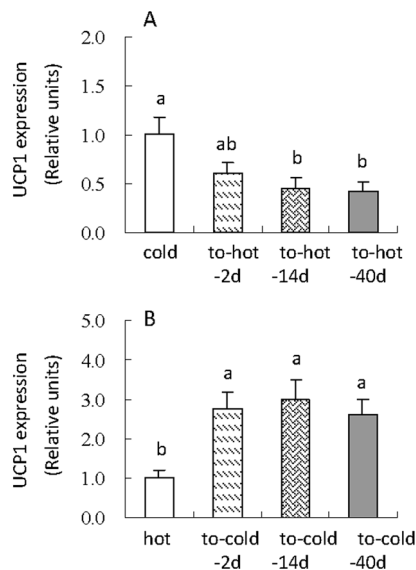 A
UCP1 expression
(Relative units)
2.0
1.5
1.0
0.5
0.0
a
ab
b
b
cold to-hot to-hot to-hot
-2d -14d -40d
B
UCP1 expression
(Relative units)
5.0
4.0
3.0
2.0
1.0
0.0
b
a
a
a
hot to-cold to-cold to-cold
-2d -14d -40d